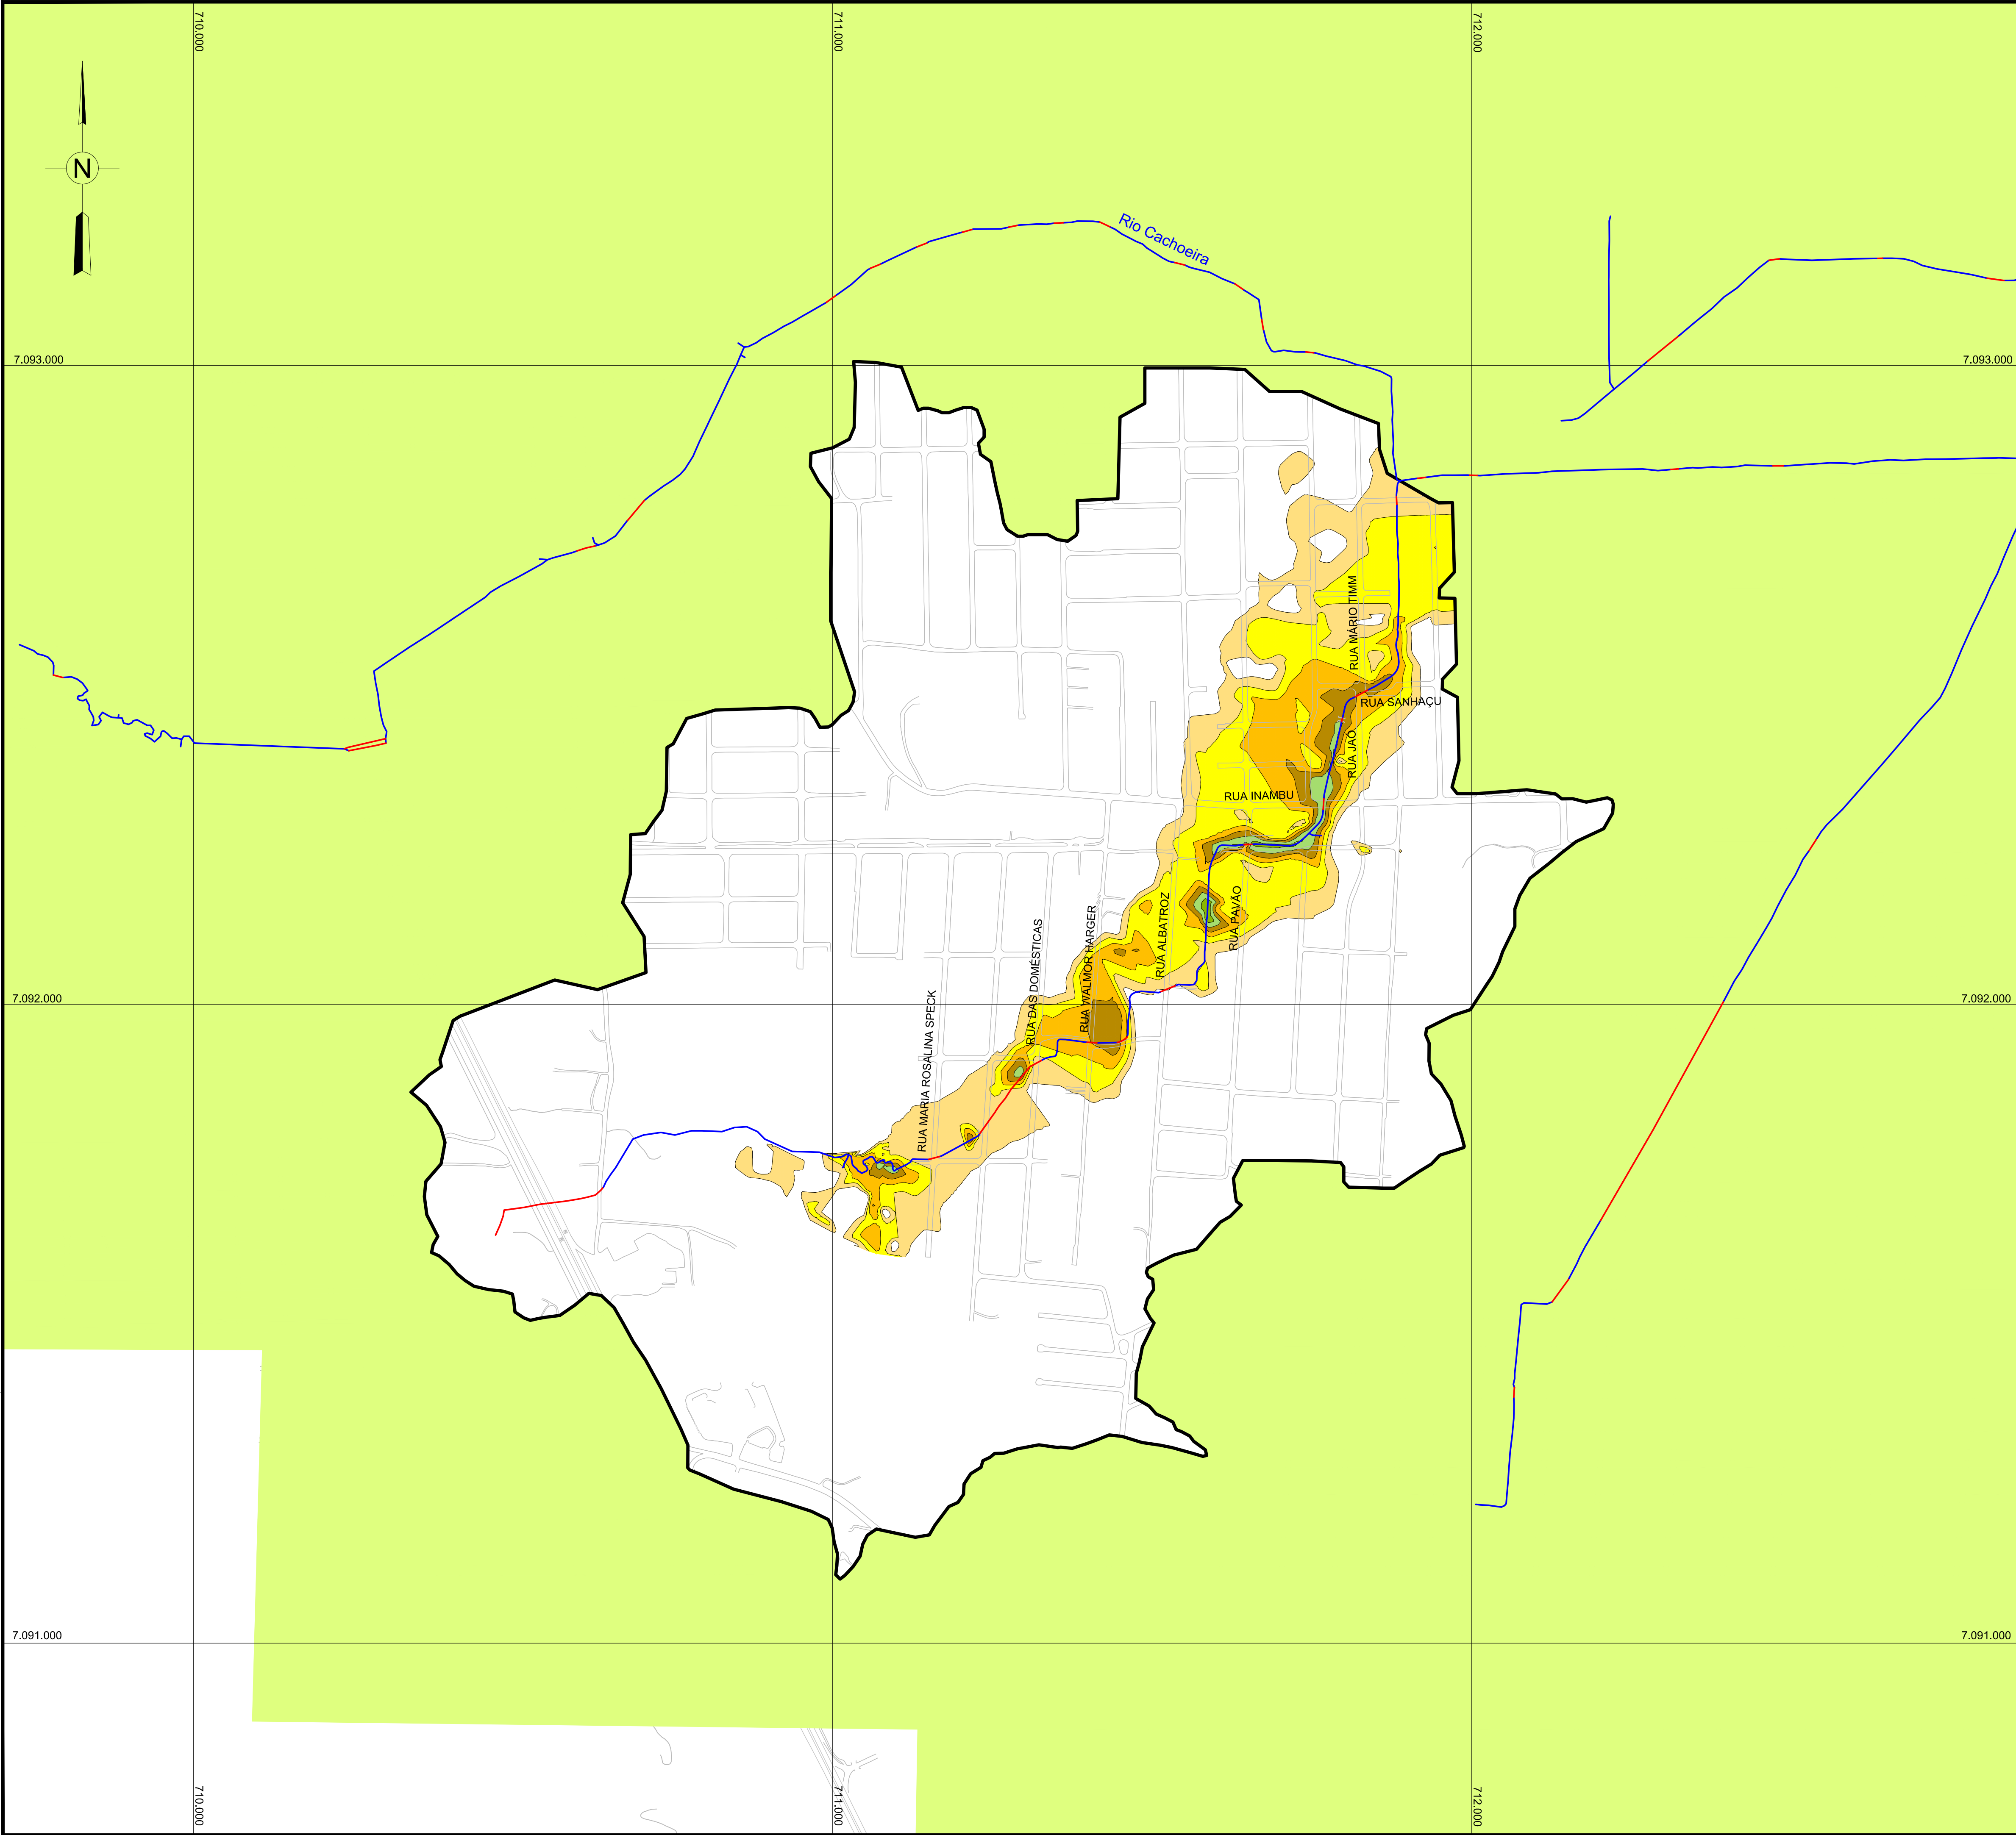 710.000
711.000
712.000
N
Rio Cachoeira
7.093.000
7.093.000
RUA MÁRIO TIMM
RUA SANHAÇU
RUA JAÓ
RUA INAMBU
RUA PAVÃO
RUA ALBATROZ
RUA WALMOR HARGER
RUA DAS DOMÉSTICAS
7.092.000
7.092.000
RUA MARIA ROSALINA SPECK
7.091.000
7.091.000
710.000
711.000
712.000